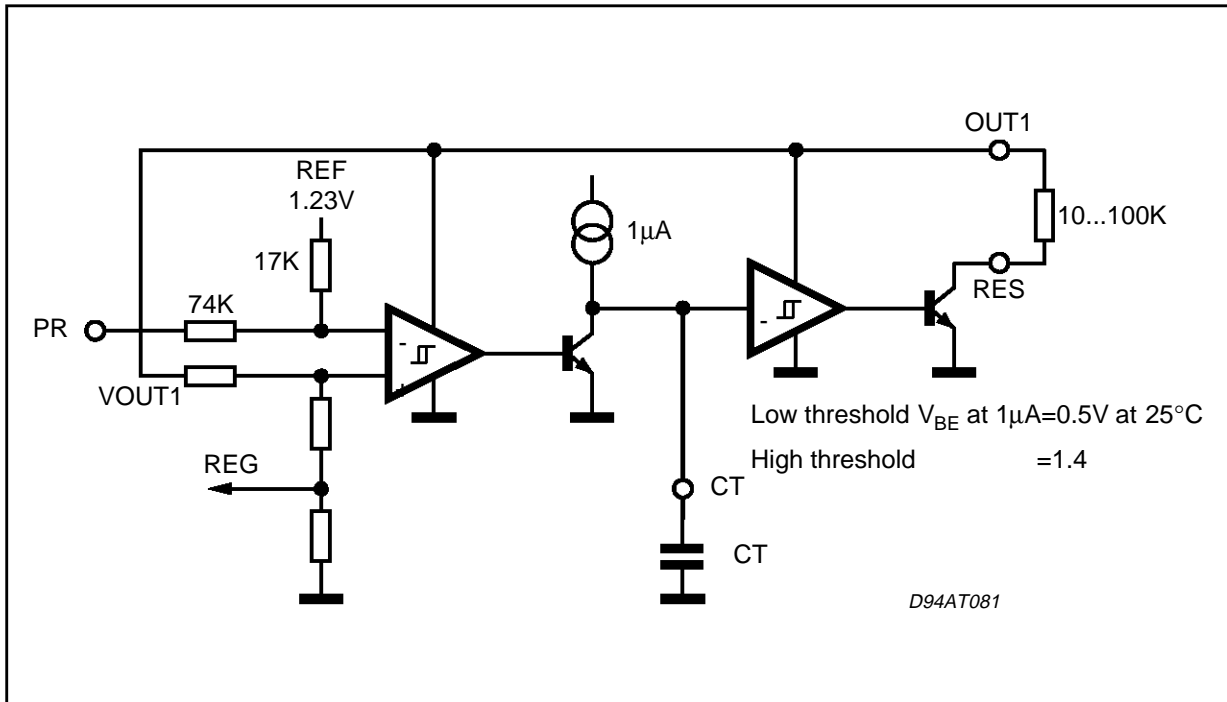 OUT1
REF
1.23V
1µA
10...100K
17K
RES
74K
PR
-
-
+
VOUT1
Low threshold VBE at 1µA=0.5V at 25°C
High threshold =1.4
REG
CT
CT
D94AT081